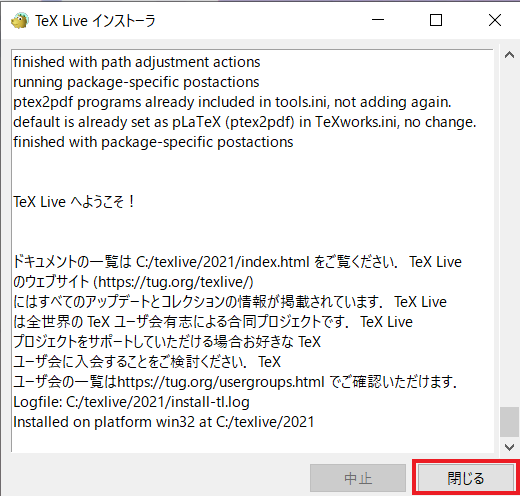 TeX Live インストーラ
finished with path adjustment actions
running package-specific postactions
ptex2pdf programs already included in tools.ini, not adding again.
default is already set as pLaTeX (ptex2pdf) in TeXworks.ini, no change.
finished with package-specific postactions
TeX Live へようこそ！
ドキュメントの一覧は C:/texlive/2021/index.html をご覧ください． TeX Live
のウェブサイト (https://tug.org/texlive/)
にはすべてのアップデートとコレクションの情報が掲載されています． TeX Live
は全世界の TeX ユーザ会有志による合同プロジェクトです． TeX Live
プロジェクトをサポートしていただける場合お好きな TeX
ユーザ会に入会することをご検討ください． TeX
ユーザ会の一覧はhttps://tug.org/usergroups.html でご確認いただけます．
Logfile: C:/texlive/2021/install-tl.log
Installed on platform win32 at C:/texlive/2021
中止
閉じる